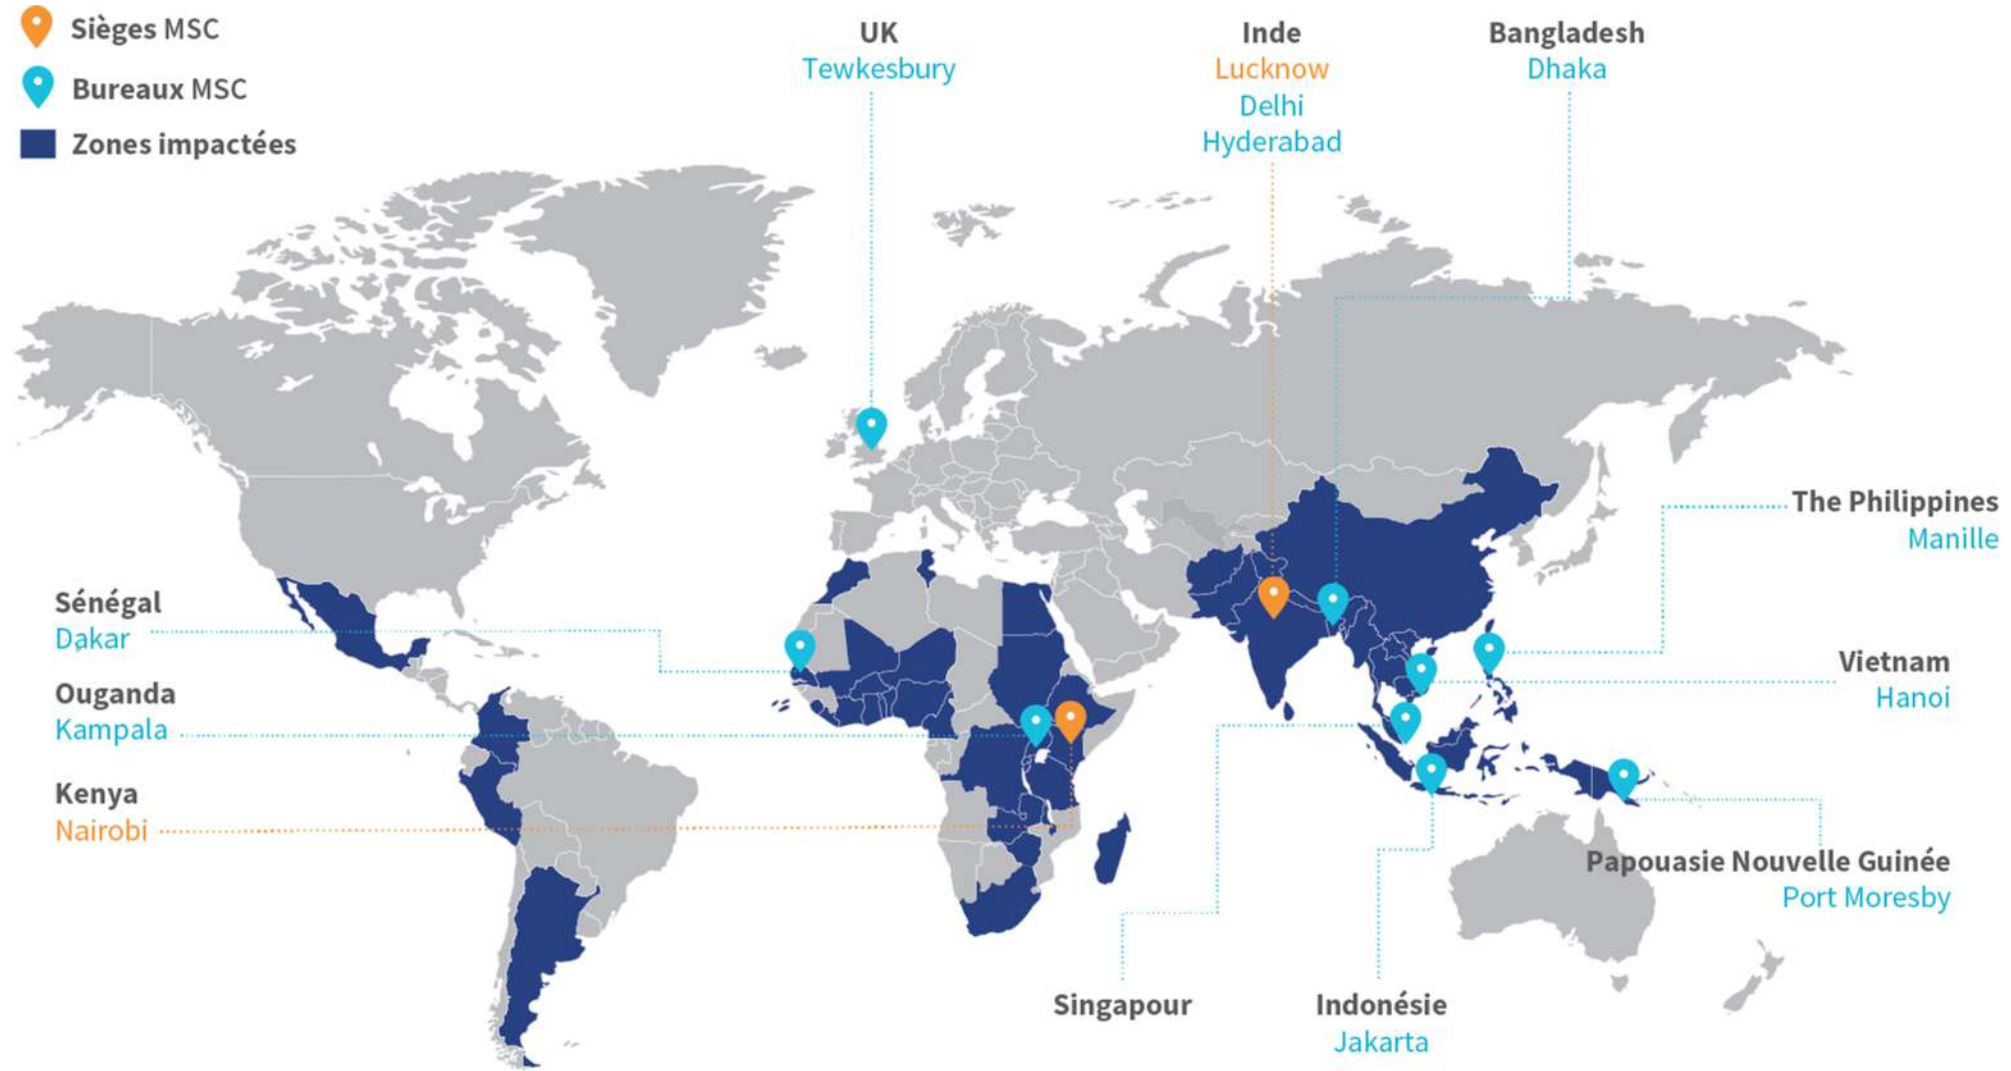 Sièges MSC
Bureaux MSC
Zones impactées
UK
Tewkesbury
Inde
Lucknow
Delhi
Hyderabad
Bangladesh
Dhaka
The Philippines
Manille
Sénégal
Dakar
Vietnam
Hanoi
Ouganda
Kampala
Kenya
Nairobi
Papouasie Nouvelle Guinée
Port Moresby
Singapour
Indonésie
Jakarta